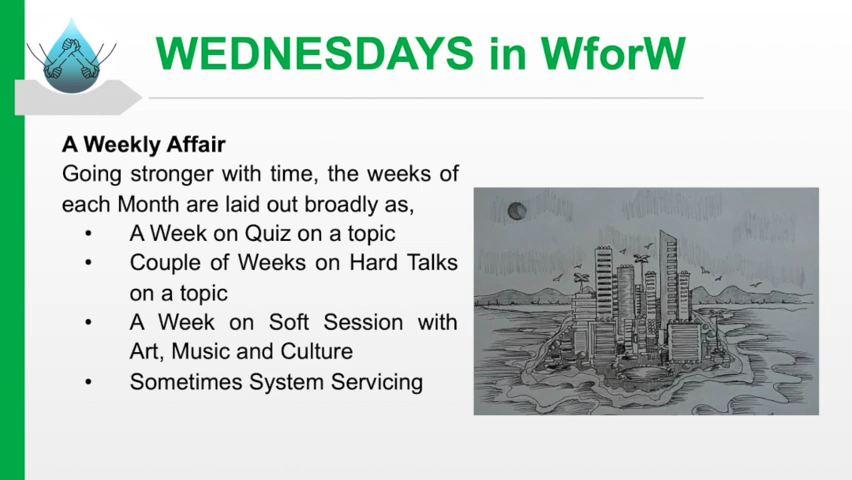 WEDNESDAYS in WforW
A Weekly Affair
Going stronger with time, the weeks of
each Month are laid out broadly as,
• A Week on Quiz on a topic
• Couple of Weeks on Hard Talks
on a topic
• A Week on Soft Session with
Art, Music and Culture
• Sometimes System Servicing